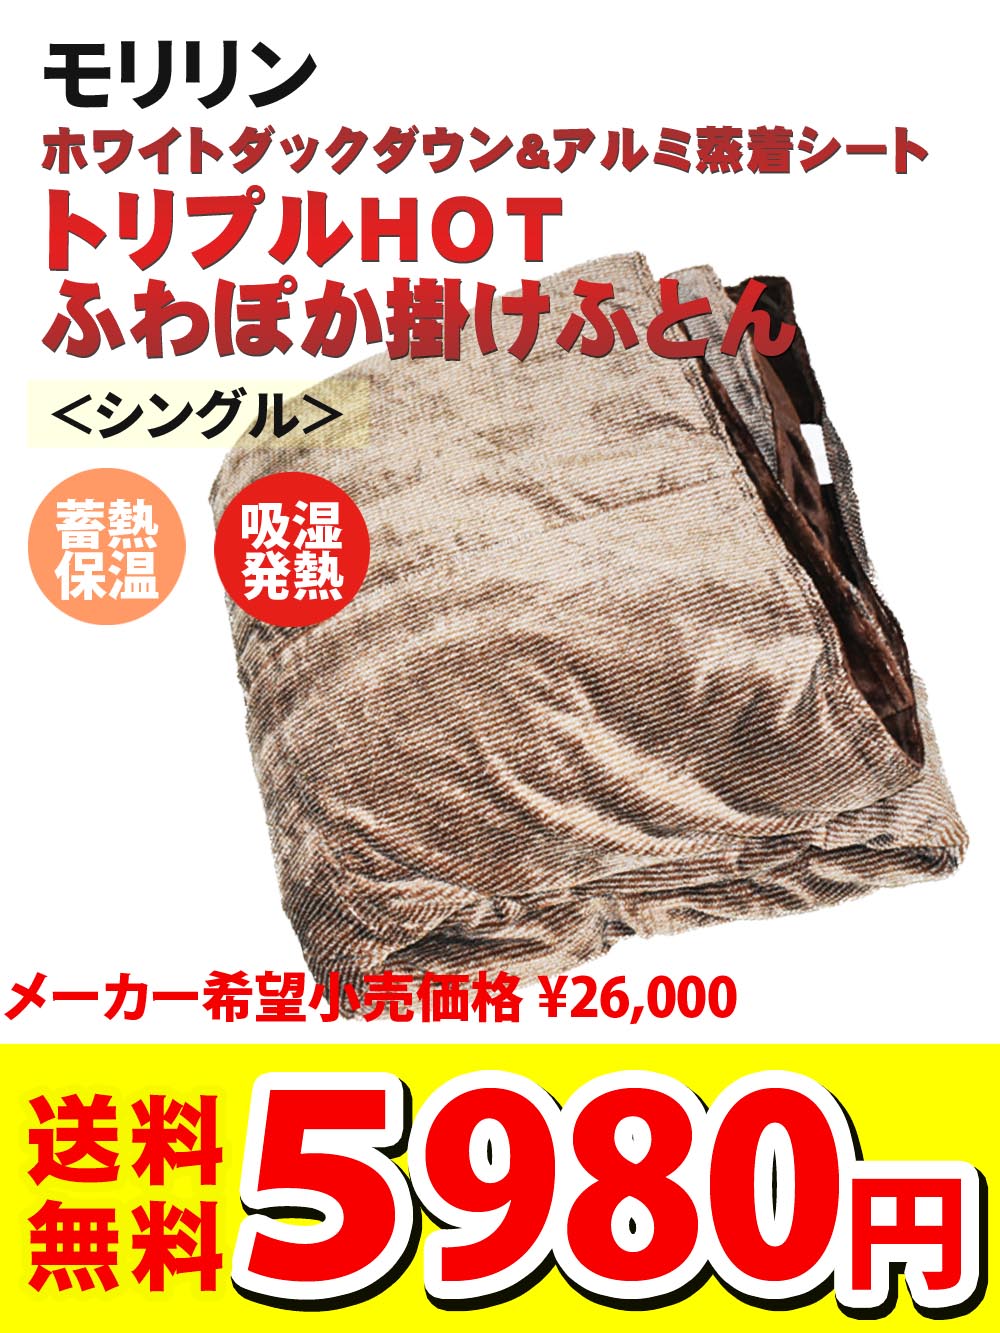 モリリン
ホワイトダックダウン&アルミ蒸着シート
トリプルHOT
ふわぽか掛けふとん
＜シングル＞
蓄熱
保温
吸湿
発熱
メーカー希望小売価格 ¥26,000
送料
無料
5980円